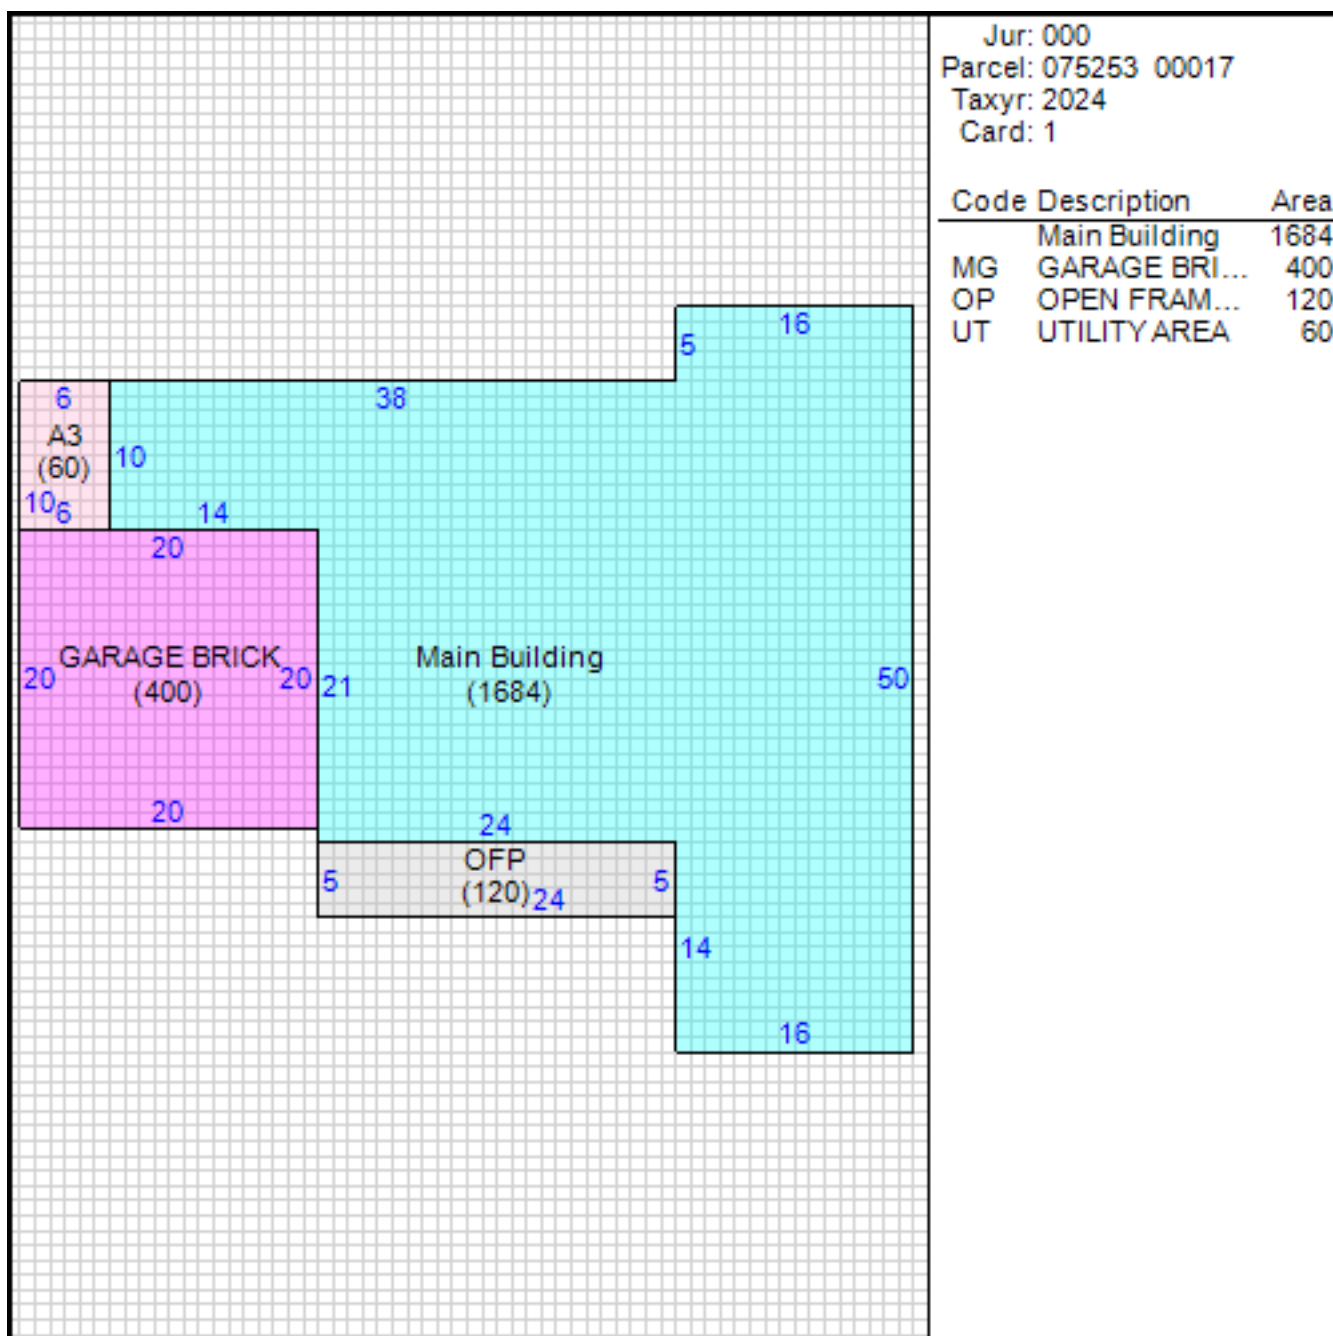 Jur: 000
Parcel: 075253 00017
Taxyr: 2024
Card: 1
Code Description Area
Main Building 1684
MG GARAGE BRI... 400
OP OPEN FRAM... 120
UT UTILITY AREA 60
16
5
6
38
A3
(60)
10
10
6
14
20
GARAGE BRICK
(400)
20
20
21
Main Building
(1684)
50
20
24
OFP
(120)
5
5
24
14
16